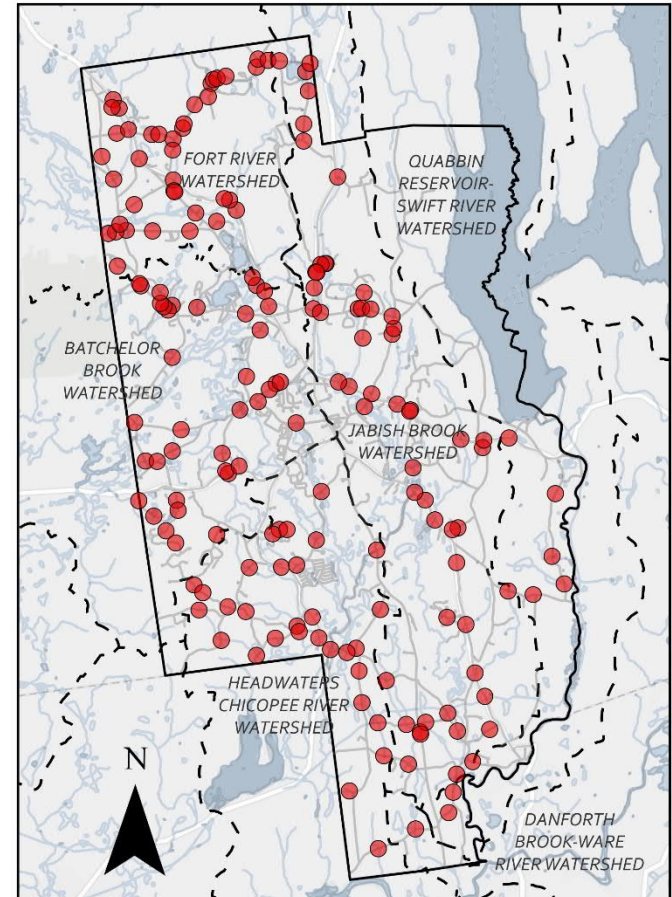 FORT RIVER
WATERSHED
QUABBIN
RESERVOIR-
SWIFT RIVER
WATERSHED
BATCHELOR
BROOK
WATERSHED
JABISH BROOK
WATERSHED
HEADWATERS
CHICOPEE RIVER
WATERSHED
N
DANFORTH
BROOK-WARE
RIVER WATERSHED